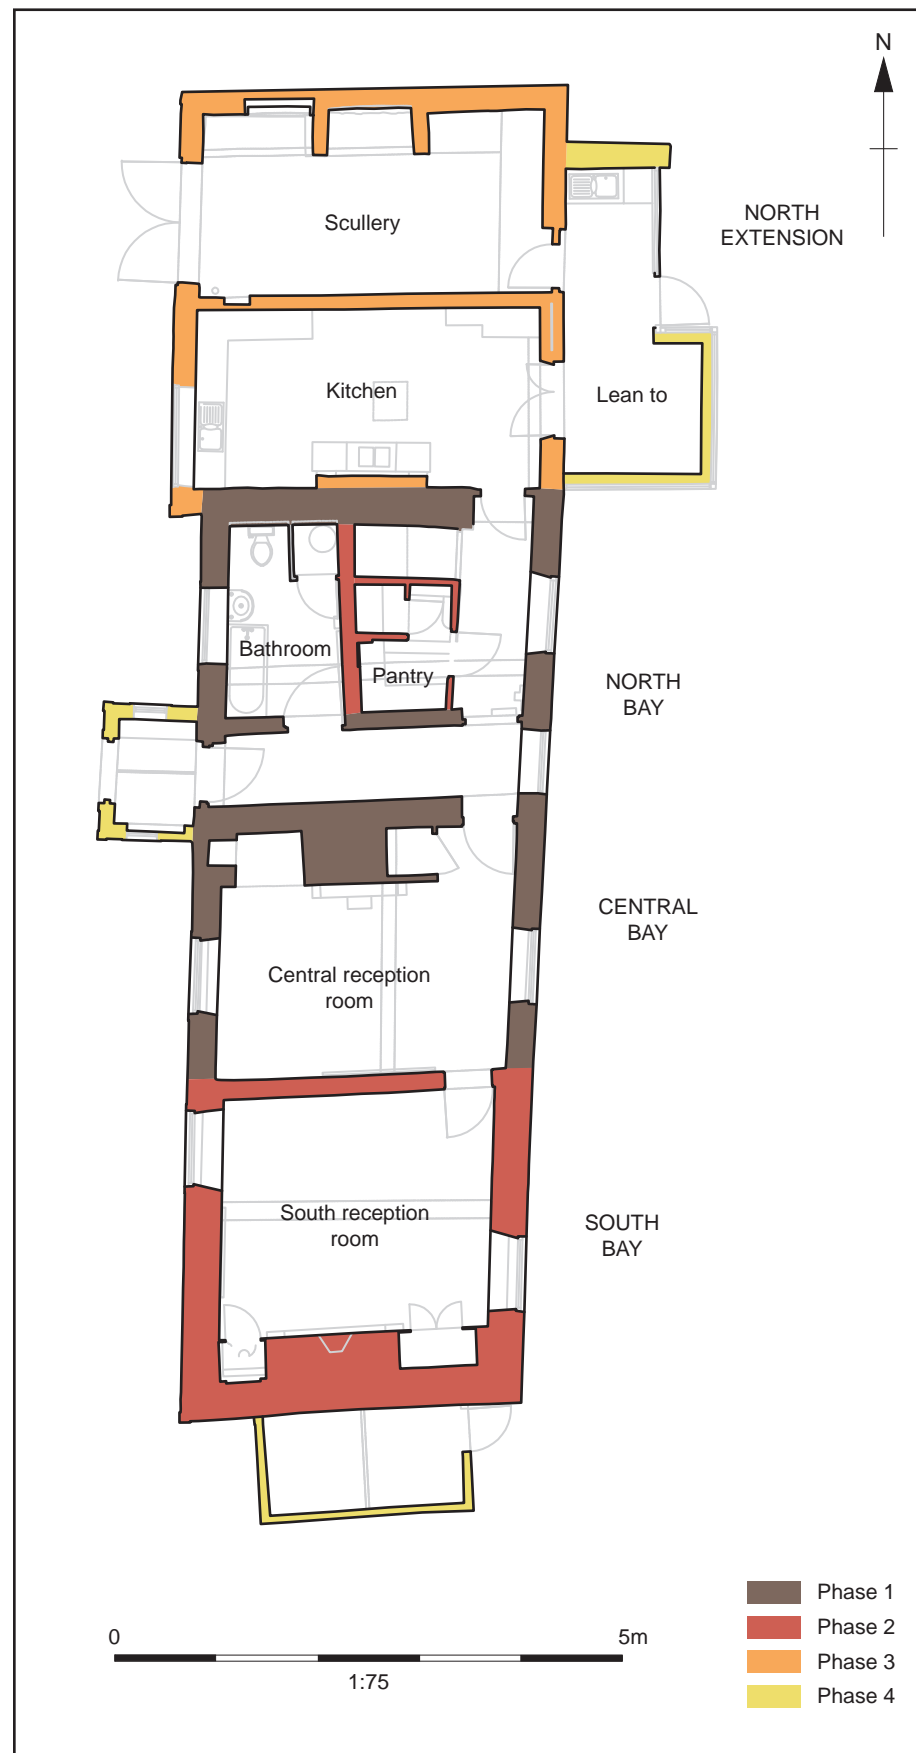 N
NORTH
EXTENSION
Scullery
Kitchen
Lean to
Bathroom
Pantry
NORTH
BAY
CENTRAL
BAY
Central reception
room
South reception
room
SOUTH
BAY
0
5m
1:75
Phase 1
Phase 2
Phase 3
Phase 4